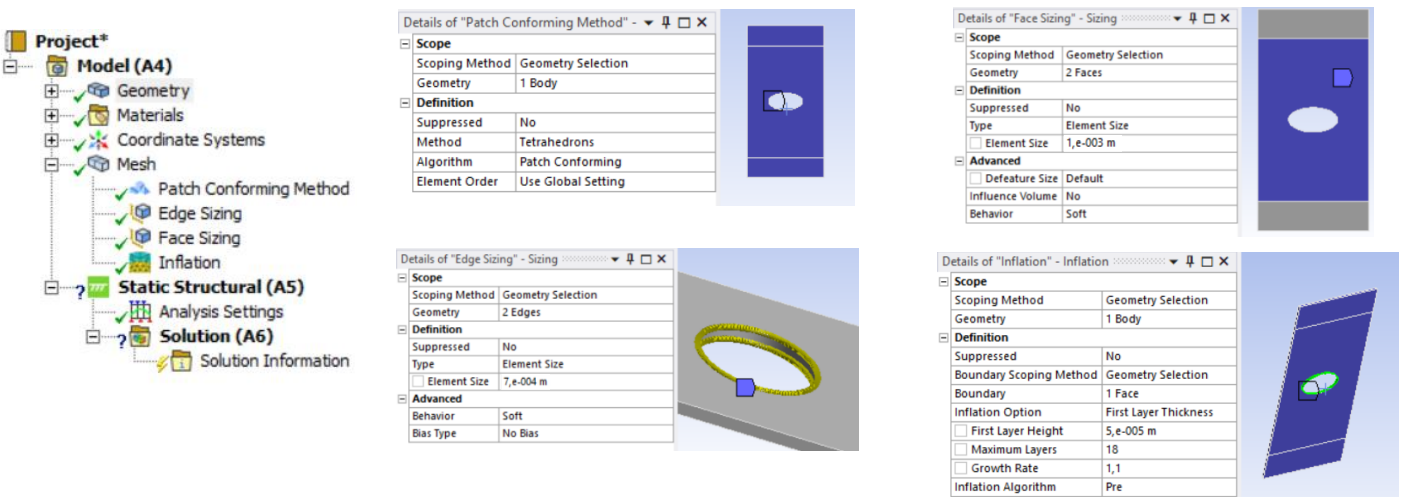 Project*
Model (A4)
Geometry
Materials
Coordinate Systems
Mesh
Patch Conforming Method
Edge Sizing
Face Sizing
Inflation
Static Structural (A5)
Analysis Settings
Solution (A6)
Solution Information
Details of "Patch Conforming Method" -
Scope
Scoping Method Geometry Selection
Geometry 1 Body
Definition
Suppressed No
Method Tetrahedrons
Algorithm Patch Conforming
Element Order Use Global Setting
Details of "Edge Sizing" - Sizing
Scope
Scoping Method Geometry Selection
Geometry 2 Edges
Definition
Suppressed No
Type Element Size
Element Size 7,e-004 m
Advanced
Behavior Soft
Bias Type No Bias
Details of "Face Sizing" - Sizing
Scope
Scoping Method Geometry Selection
Geometry 2 Faces
Definition
Suppressed No
Type Element Size
Element Size 1,e-003 m
Advanced
Defeature Size Default
Influence Volume No
Behavior Soft
Details of "Inflation" - Inflation
Scope
Scoping Method Geometry Selection
Geometry 1 Body
Definition
Suppressed No
Boundary Scoping Method Geometry Selection
Boundary 1 Face
Inflation Option First Layer Thickness
First Layer Height 5,e-005 m
Maximum Layers 18
Growth Rate 1,1
Inflation Algorithm Pre